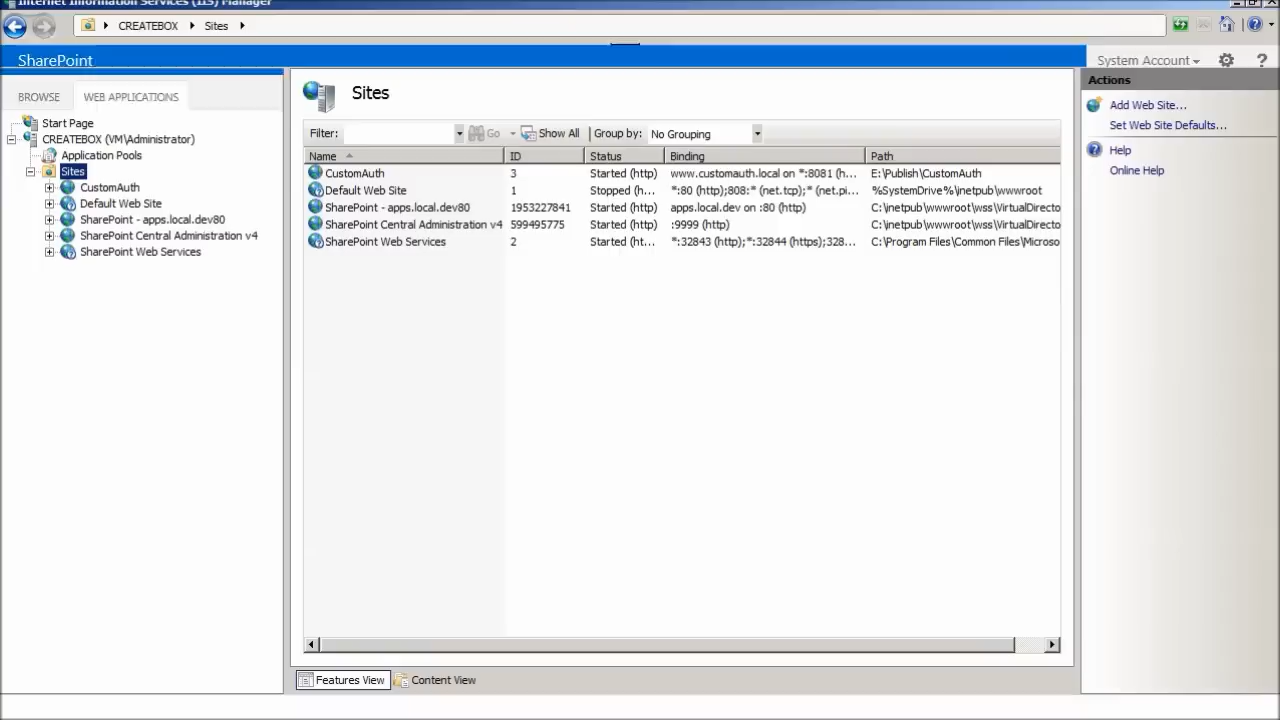 Internet Information Services (IIS) Manager
CREATEBOX Sites
SharePoint
System Account
BROWSE WEB APPLICATIONS
Start Page
CREATEBOX (VM\Administrator)
Application Pools
Sites
CustomAuth
Default Web Site
SharePoint - apps.local.dev80
SharePoint Central Administration v4
SharePoint Web Services
Sites
Filter: Go Show All Group by: No Grouping
Name ID Status Binding Path
CustomAuth 3 Started (http) www.customauth.local on *:8081 (h... E:\Publish\CustomAuth
Default Web Site 1 Stopped (h... *:80 (http);808:* (net.tcp);* (net.pi... %SystemDrive%\inetpub\wwwroot
SharePoint - apps.local.dev80 1953227841 Started (http) apps.local.dev on :80 (http) C:\inetpub\wwwroot\wss\VirtualDirecto
SharePoint Central Administration v4 599495775 Started (http) :9999 (http) C:\inetpub\wwwroot\wss\VirtualDirecto
SharePoint Web Services 2 Started (ht... *:32843 (http);*:32844 (https);328... C:\Program Files\Common Files\Microso
Features View Content View
Actions
Add Web Site...
Set Web Site Defaults...
Help
Online Help